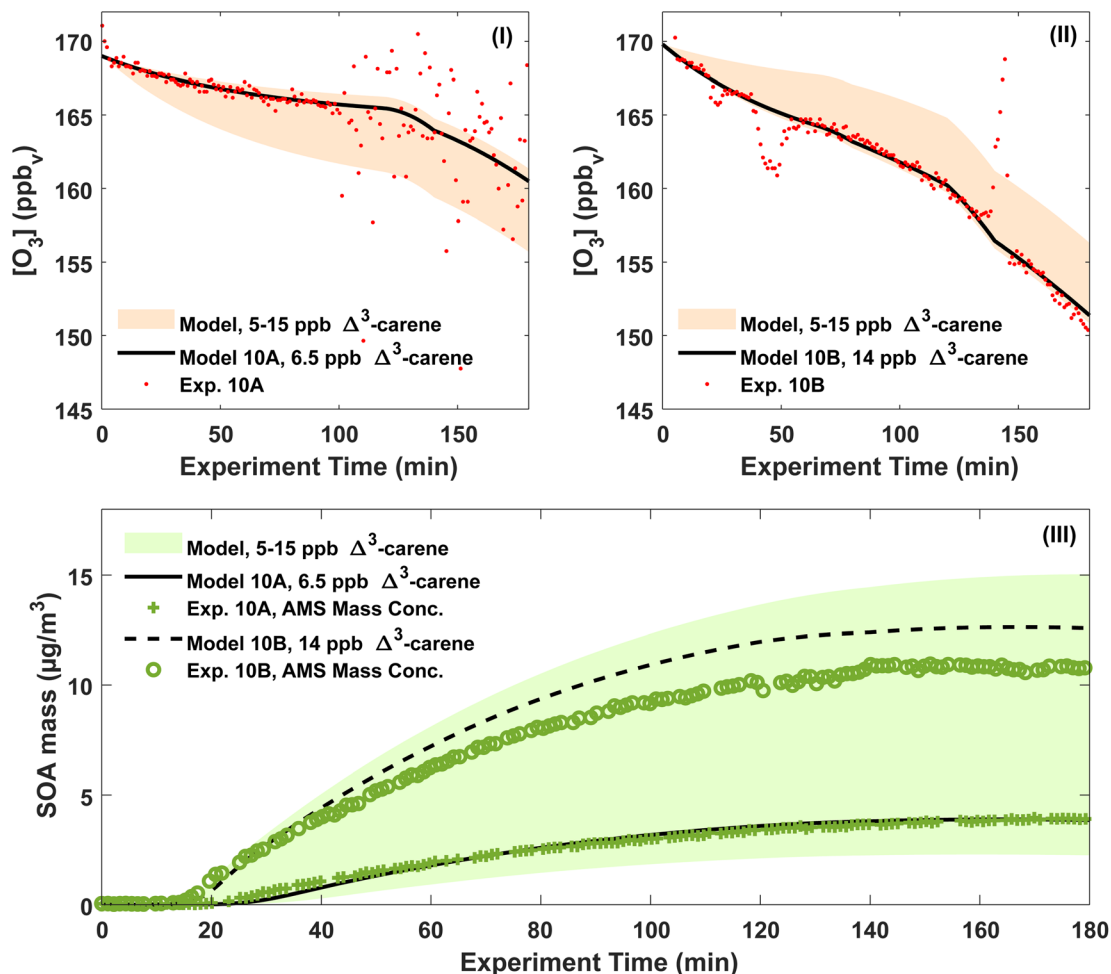 (I)
[O3] (ppbv)
170
165
160
155
150
145
Model, 5-15 ppb Δ3-carene
Model 10A, 6.5 ppb Δ3-carene
Exp. 10A
0 50 100 150
Experiment Time (min)
(II)
[O3] (ppbv)
170
165
160
155
150
145
Model, 5-15 ppb Δ3-carene
Model 10B, 14 ppb Δ3-carene
Exp. 10B
0 50 100 150
Experiment Time (min)
(III)
SOA mass (µg/m3)
15
10
5
0
Model, 5-15 ppb Δ3-carene
Model 10A, 6.5 ppb Δ3-carene
Exp. 10A, AMS Mass Conc.
Model 10B, 14 ppb Δ3-carene
Exp. 10B, AMS Mass Conc.
0 20 40 60 80 100 120 140 160 180
Experiment Time (min)